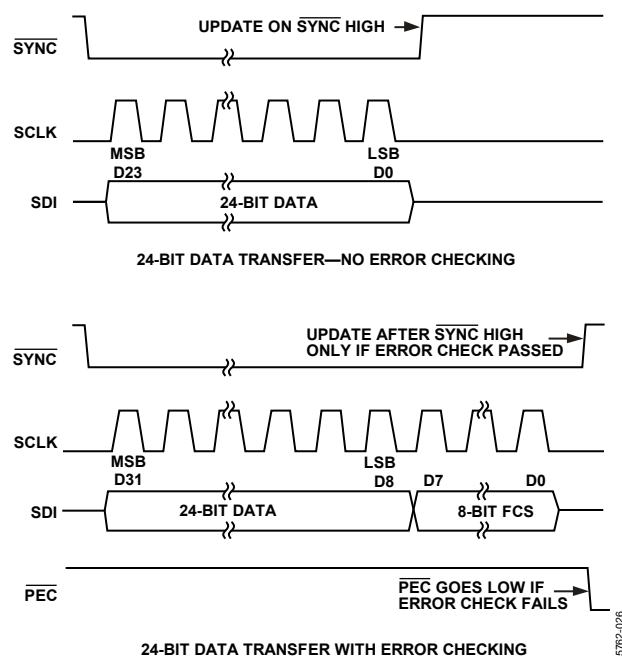 UPDATE ON SYNC HIGH
SYNC
SCLK
MSB LSB
D23 D0
SDI 24-BIT DATA
24-BIT DATA TRANSFER—NO ERROR CHECKING
UPDATE AFTER SYNC HIGH
ONLY IF ERROR CHECK PASSED
SYNC
SCLK
MSB LSB
D31 D8 D7 D0
SDI 24-BIT DATA 8-BIT FCS
PEC
PEC GOES LOW IF
ERROR CHECK FAILS
24-BIT DATA TRANSFER WITH ERROR CHECKING